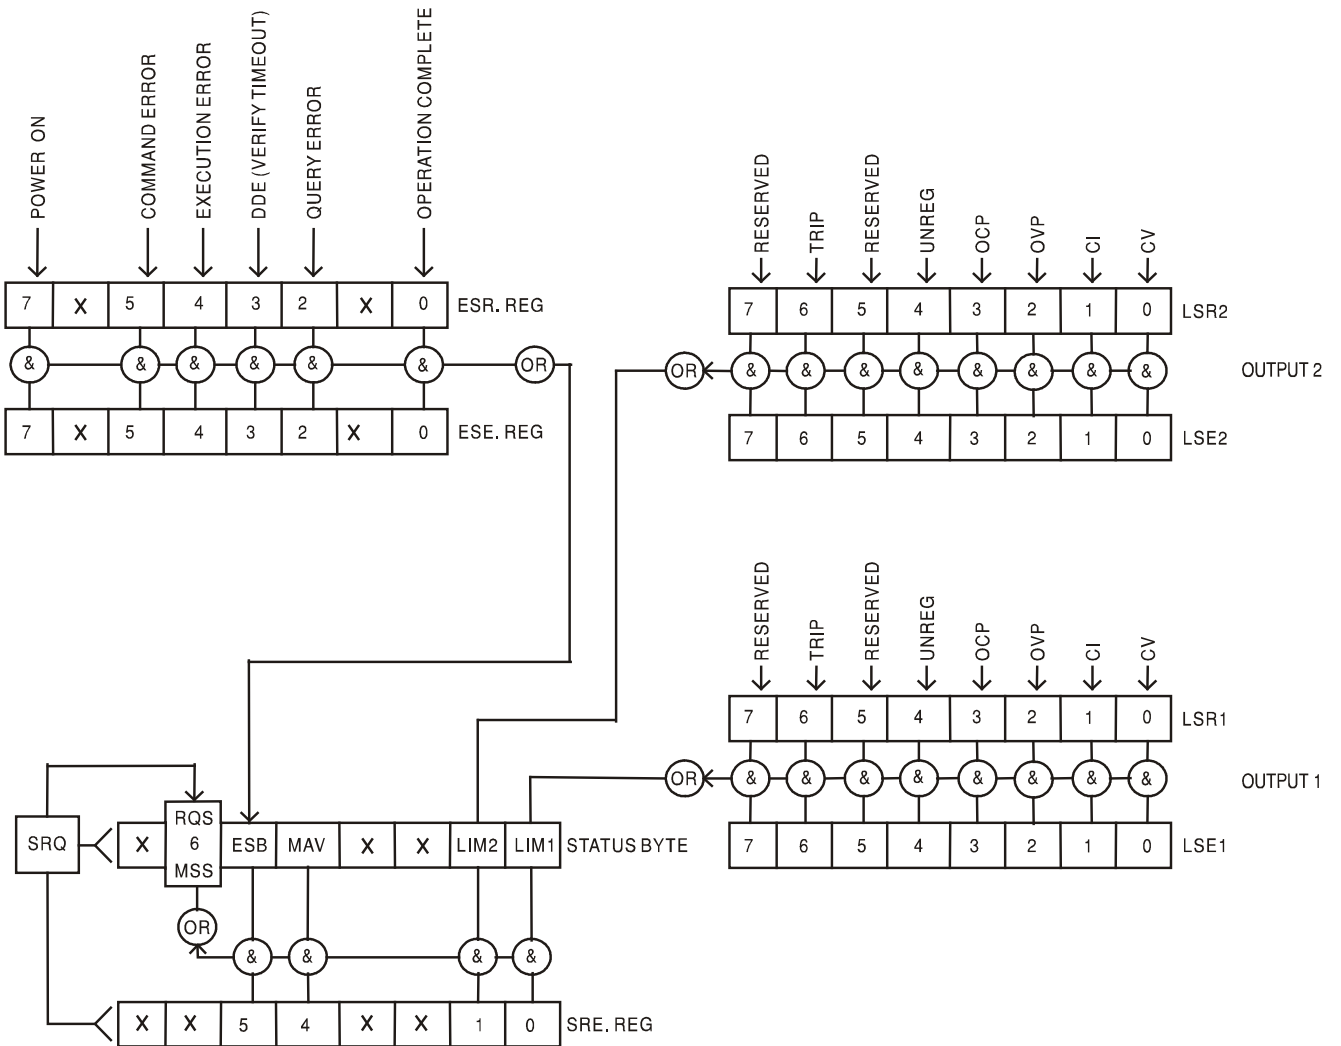 POWER ON
COMMAND ERROR
EXECUTION ERROR
DDE (VERIFY TIMEOUT)
QUERY ERROR
OPERATION COMPLETE
7 X 5 4 3 2 X 0 ESR. REG
& & & & & & OR
7 X 5 4 3 2 X 0 ESE. REG
RESERVED
TRIP
RESERVED
UNREG
OCP
OVP
CI
CV
7 6 5 4 3 2 1 0 LSR2
OR & & & & & & & & OUTPUT 2
7 6 5 4 3 2 1 0 LSE2
RESERVED
TRIP
RESERVED
UNREG
OCP
OVP
CI
CV
7 6 5 4 3 2 1 0 LSR1
OR & & & & & & & & OUTPUT 1
7 6 5 4 3 2 1 0 LSE1
RQS
SRQ X 6 ESB MAV X X LIM2 LIM1 STATUS BYTE
MSS
OR
& & & &
X X 5 4 X X 1 0 SRE. REG